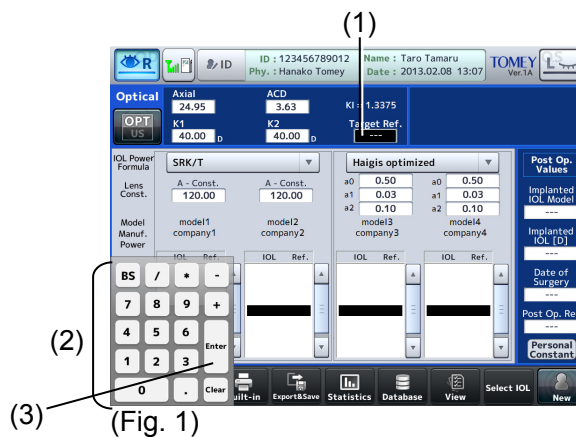 (1)
R
ID
ID : 123456789012 Name : Taro Tamaru
Phy. : Hanako Tomey Date : 2013.02.08 13:07
TOMEY
Ver.1A
L
Optical
OPT
US
Axial ACD
24.95 3.63 KI= 1.3375
K1 K2 Target Ref.
40.00 D 40.00 D ---
IOL Power
Formula
SRK/T ▼ Haigis optimized ▼
Lens
Const.
A - Const. A - Const.
120.00 120.00
a0 0.50 a0 0.50
a1 0.03 a1 0.03
a2 0.10 a2 0.10
Model model1 model2 model3 model4
Manuf. company1 company2 company3 company4
Power
IOL Ref. IOL Ref. IOL Ref. IOL Ref.
Post Op.
Values
Implanted
IOL Model
---
Implanted
IOL [D]
---
Date of
Surgery
---
Post Op. Re
---
Personal
Constant
(2)
BS / * -
7 8 9 +
4 5 6
Enter
1 2 3
0 . Clear
(3)
uilt-in Export&Save Statistics Database View Select IOL New
(Fig. 1)